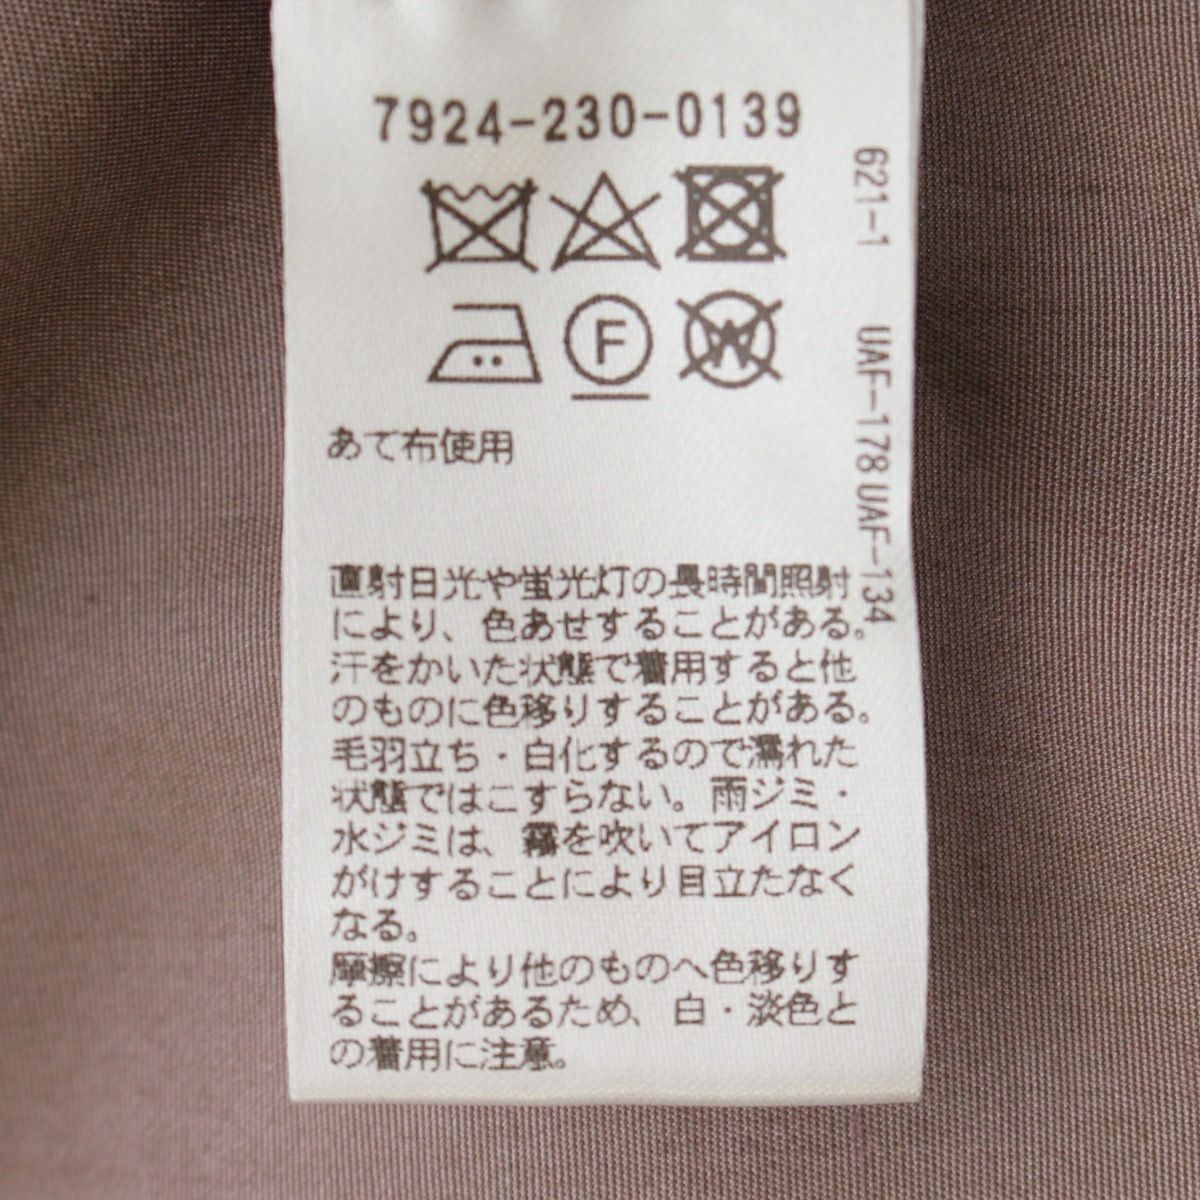 7924-230-0139
F
W
あて布使用
直射日光や蛍光灯の長時間照射
により、色あせすることがある。
汗をかいた状態で着用すると他
のものに色移りすることがある。
毛羽立ち・白化するので濡れた
状態ではこすらない。雨ジミ・
水ジミは、霧を吹いてアイロン
がけすることにより目立たなく
なる。
摩擦により他のものへ色移りす
ることがあるため、白・淡色と
の着用に注意。
621-1 UAF-178 UAF-134